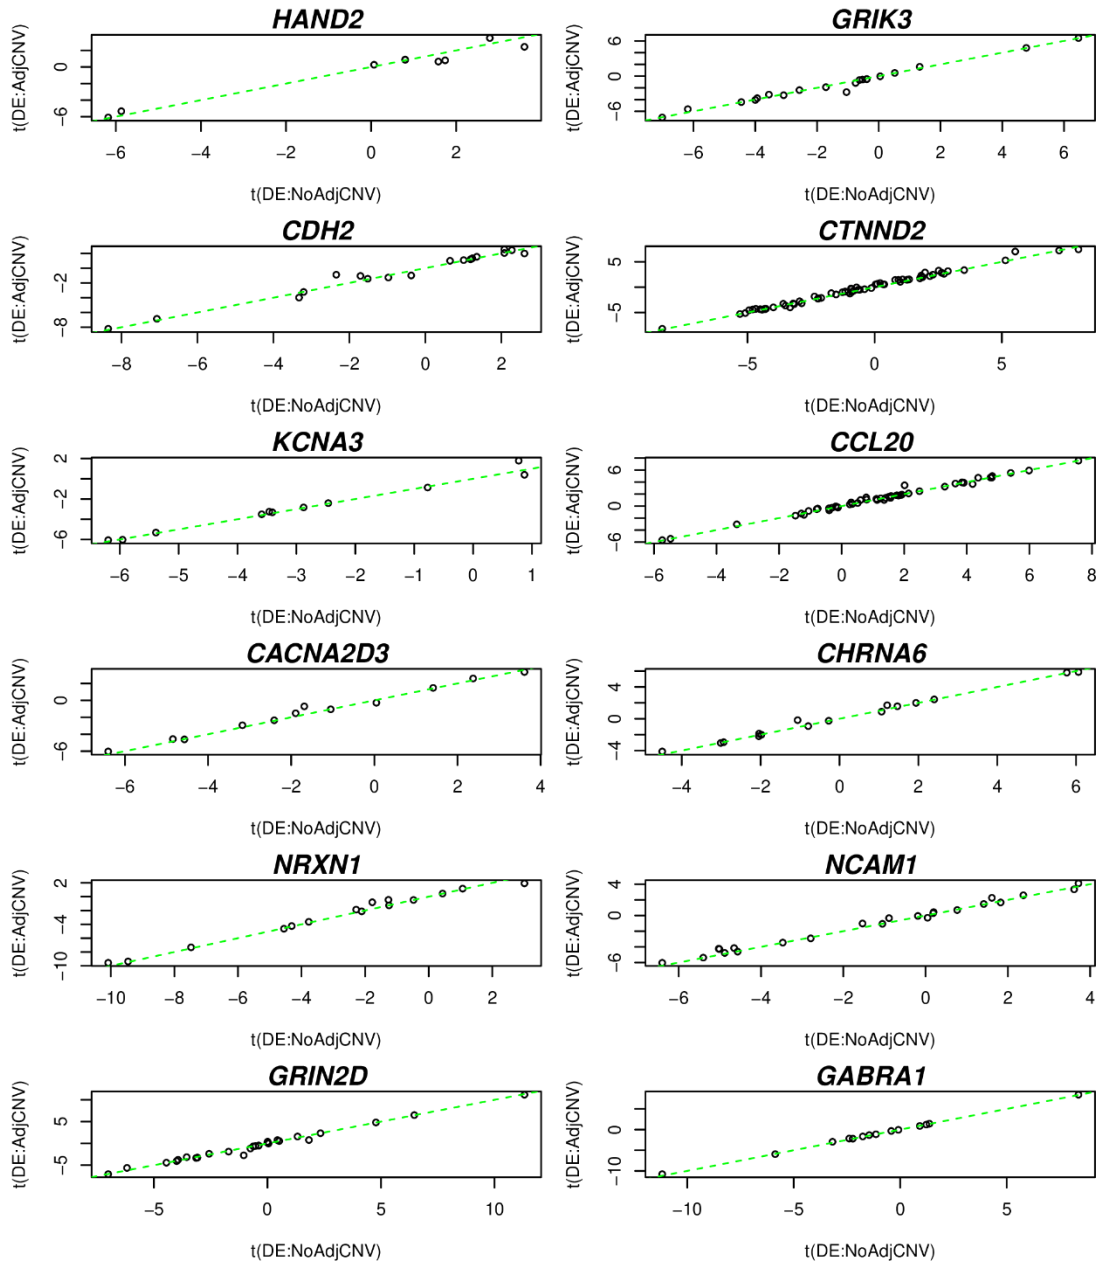 HAND2
t(DE:AdjCNV)
0
−6
−6 −4 −2 0 2
t(DE:NoAdjCNV)
GRIK3
t(DE:AdjCNV)
6
0
−6
−6 −4 −2 0 2 4 6
t(DE:NoAdjCNV)
CDH2
t(DE:AdjCNV)
−2
−8
−8 −6 −4 −2 0 2
t(DE:NoAdjCNV)
CTNND2
t(DE:AdjCNV)
5
−5
−5 0 5
t(DE:NoAdjCNV)
KCNA3
t(DE:AdjCNV)
2
−2
−6
−6 −5 −4 −3 −2 −1 0 1
t(DE:NoAdjCNV)
CCL20
t(DE:AdjCNV)
6
0
−6
−6 −4 −2 0 2 4 6 8
t(DE:NoAdjCNV)
CACNA2D3
t(DE:AdjCNV)
0
−6
−6 −4 −2 0 2 4
t(DE:NoAdjCNV)
CHRNA6
t(DE:AdjCNV)
4
0
−4
−4 −2 0 2 4 6
t(DE:NoAdjCNV)
NRXN1
t(DE:AdjCNV)
2
−4
−10
−10 −8 −6 −4 −2 0 2
t(DE:NoAdjCNV)
NCAM1
t(DE:AdjCNV)
4
0
−6
−6 −4 −2 0 2 4
t(DE:NoAdjCNV)
GRIN2D
t(DE:AdjCNV)
5
−5
−5 0 5 10
t(DE:NoAdjCNV)
GABRA1
t(DE:AdjCNV)
0
−10
−10 −5 0 5
t(DE:NoAdjCNV)